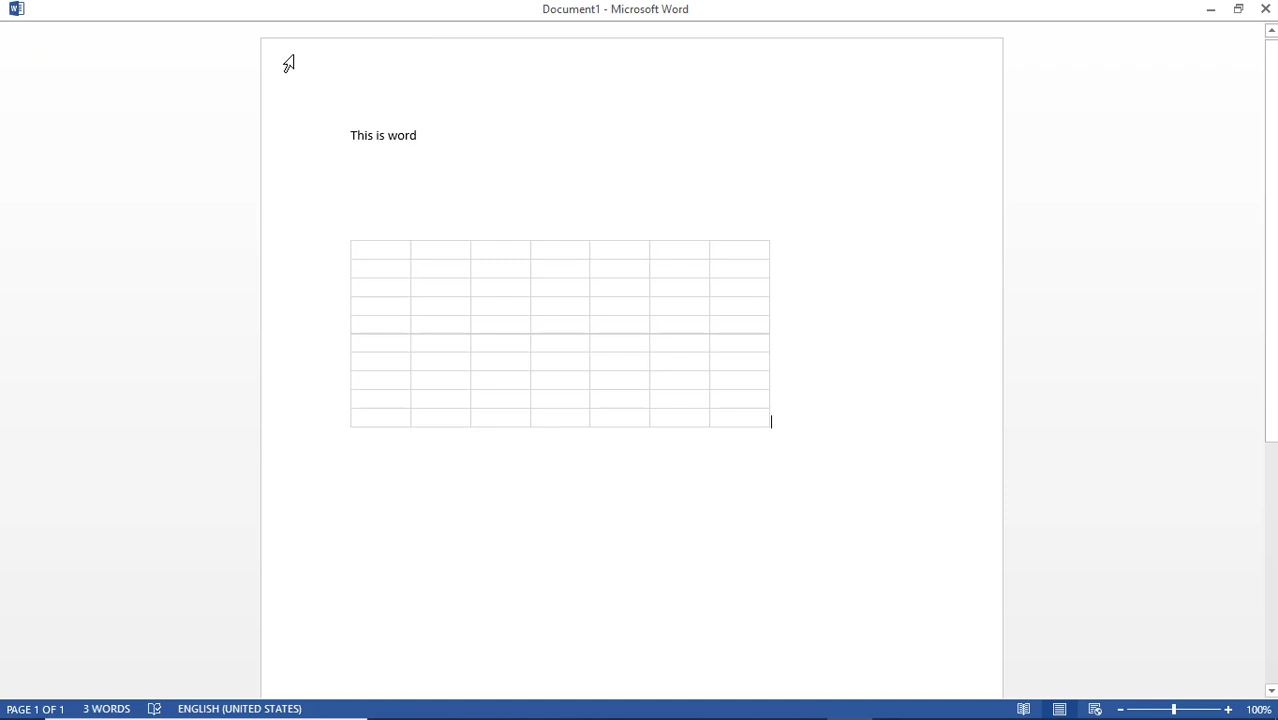 Document1 - Microsoft Word
This is word
PAGE 1 OF 1 3 WORDS ENGLISH (UNITED STATES) 100%